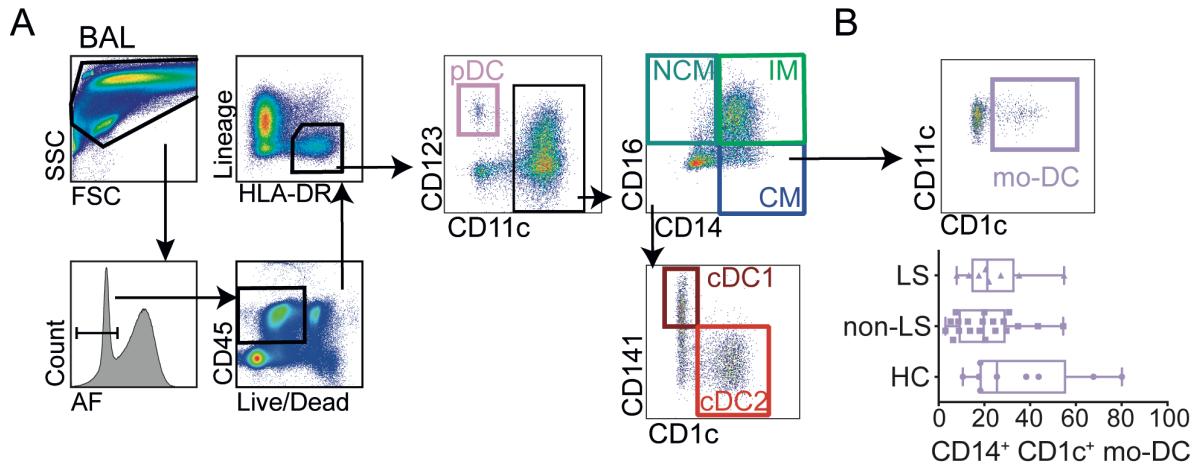 A
B
BAL
SSC
FSC
Lineage
HLA-DR
pDC
CD123
CD11c
NCM
IM
CM
CD16
CD14
CD11c
mo-DC
CD1c
Count
AF
CD45
Live/Dead
cDC1
cDC2
CD141
CD1c
LS
non-LS
HC
0 20 40 60 80 100
CD14⁺ CD1c⁺ mo-DC